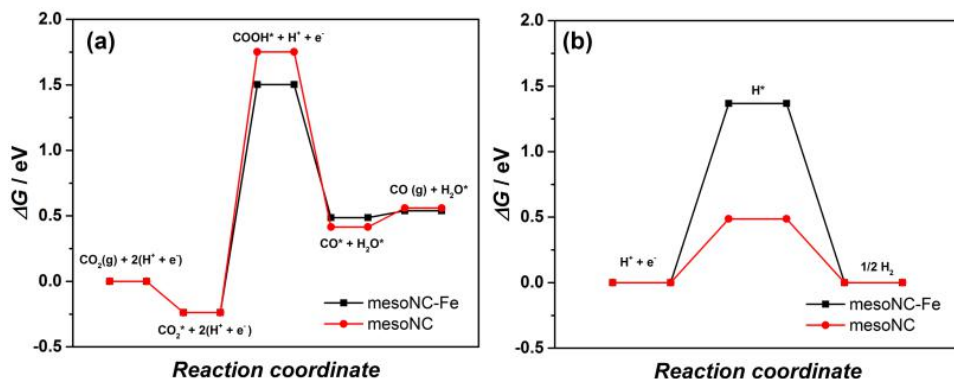 (a)
2.0
1.5
1.0
0.5
0.0
-0.5
ΔG / eV
COOH* + H⁺ + e⁻
CO (g) + H₂O*
CO* + H₂O*
CO₂(g) + 2(H⁺ + e⁻)
CO₂* + 2(H⁺ + e⁻)
mesoNC-Fe
mesoNC
Reaction coordinate
(b)
2.0
1.5
1.0
0.5
0.0
-0.5
ΔG / eV
H*
H⁺ + e⁻
1/2 H₂
mesoNC-Fe
mesoNC
Reaction coordinate